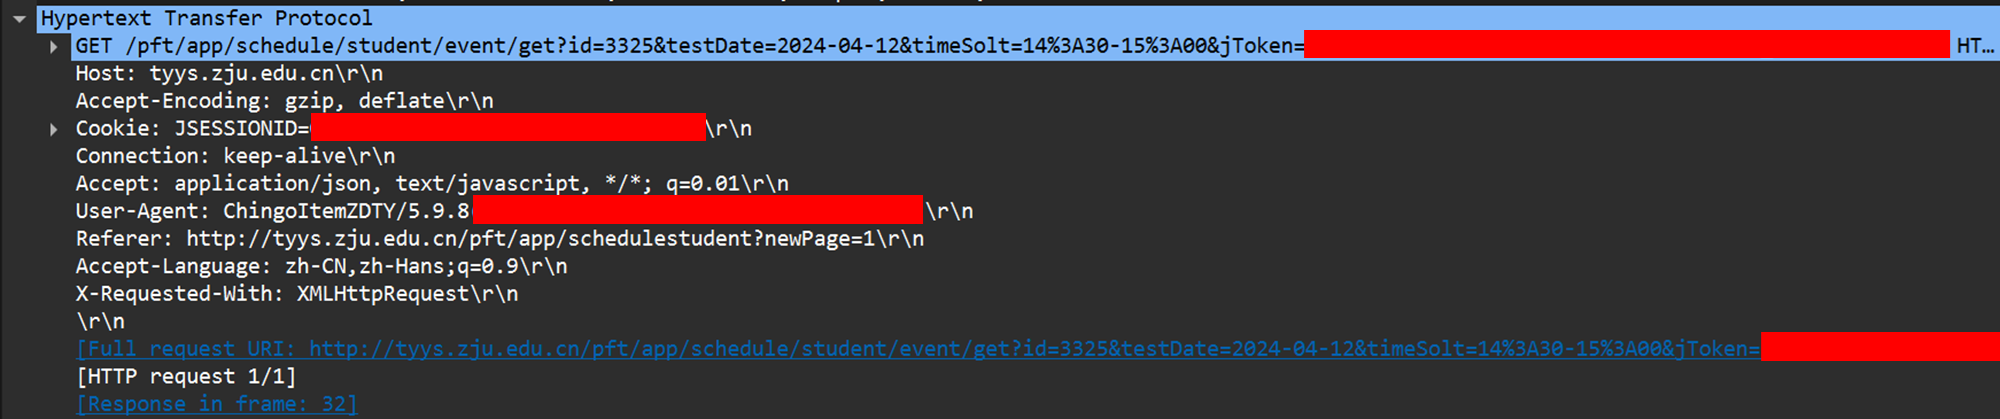 Hypertext Transfer Protocol
GET /pft/app/schedule/student/event/get?id=3325&testDate=2024-04-12&timeSolt=14%3A30-15%3A00&jToken= HT…
Host: tyys.zju.edu.cn\r\n
Accept-Encoding: gzip, deflate\r\n
Cookie: JSESSIONID= \r\n
Connection: keep-alive\r\n
Accept: application/json, text/javascript, */*; q=0.01\r\n
User-Agent: ChingoItemZDTY/5.9.8 \r\n
Referer: http://tyys.zju.edu.cn/pft/app/schedulestudent?newPage=1\r\n
Accept-Language: zh-CN,zh-Hans;q=0.9\r\n
X-Requested-With: XMLHttpRequest\r\n
\r\n
[Full request URI: http://tyys.zju.edu.cn/pft/app/schedule/student/event/get?id=3325&testDate=2024-04-12&timeSolt=14%3A30-15%3A00&jToken=
[HTTP request 1/1]
[Response in frame: 32]